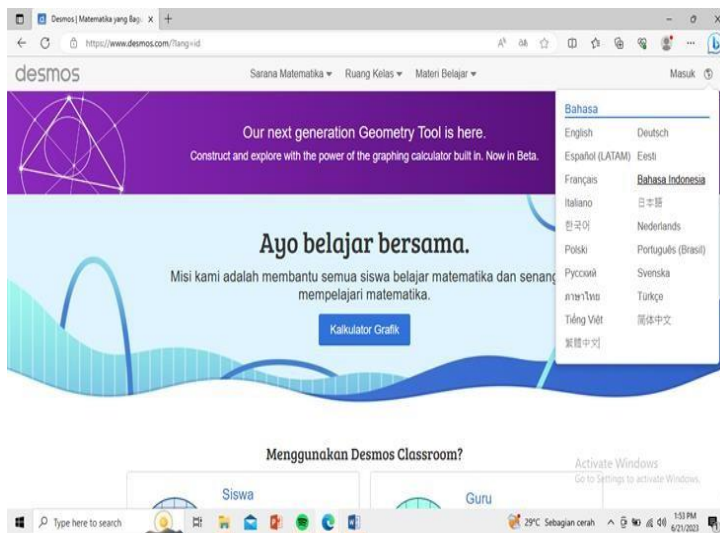 Desmos | Matematika yang Bag
https://www.desmos.com/?lang=id
desmos
Sarana Matematika Ruang Kelas Materi Belajar Masuk
Our next generation Geometry Tool is here.
Construct and explore with the power of the graphing calculator built in. Now in Beta.
Bahasa
English Deutsch
Español (LATAM) Eesti
Français Bahasa Indonesia
Italiano 日本語
한국어 Nederlands
Polski Português (Brasil)
Русский Svenska
ภาษาไทย Türkçe
Tiếng Việt 简体中文
繁體中文
Ayo belajar bersama.
Misi kami adalah membantu semua siswa belajar matematika dan senang
mempelajari matematika.
Kalkulator Grafik
Menggunakan Desmos Classroom?
Siswa
Guru
Activate Windows
Go to Settings to activate Windows.
Type here to search
29°C Sebagian cerah
1:53 PM
6/21/2023